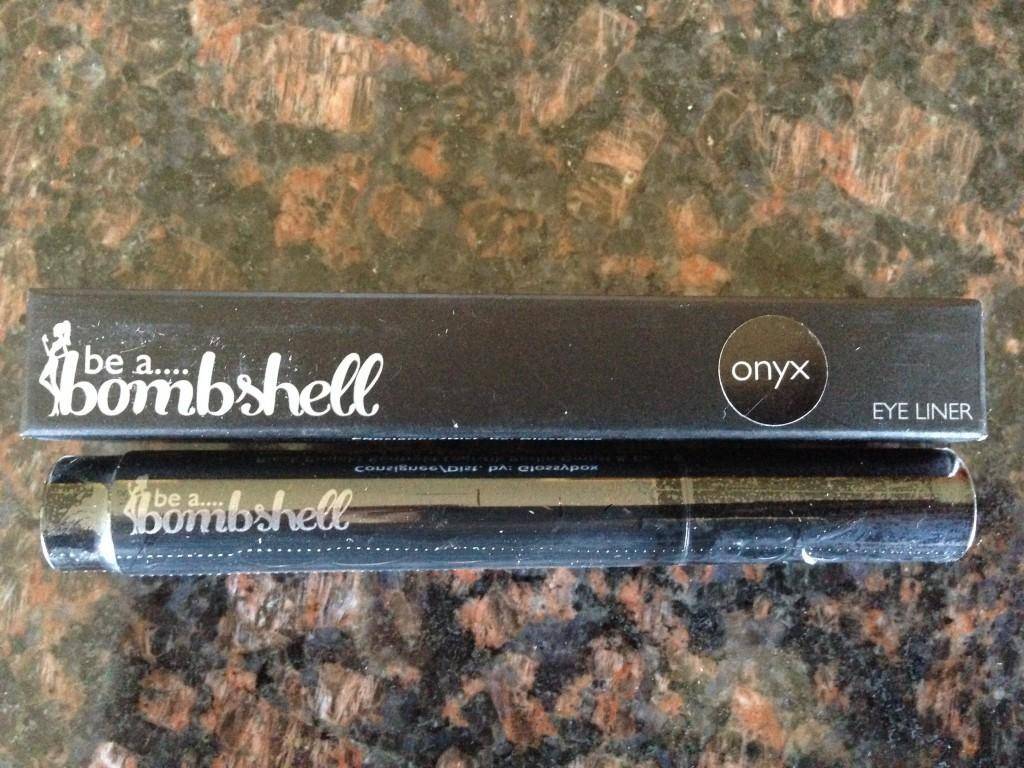 be a....
bombshell
onyx
EYE LINER
Consignee/Dist. by: Glossybox
be a....
bombshell